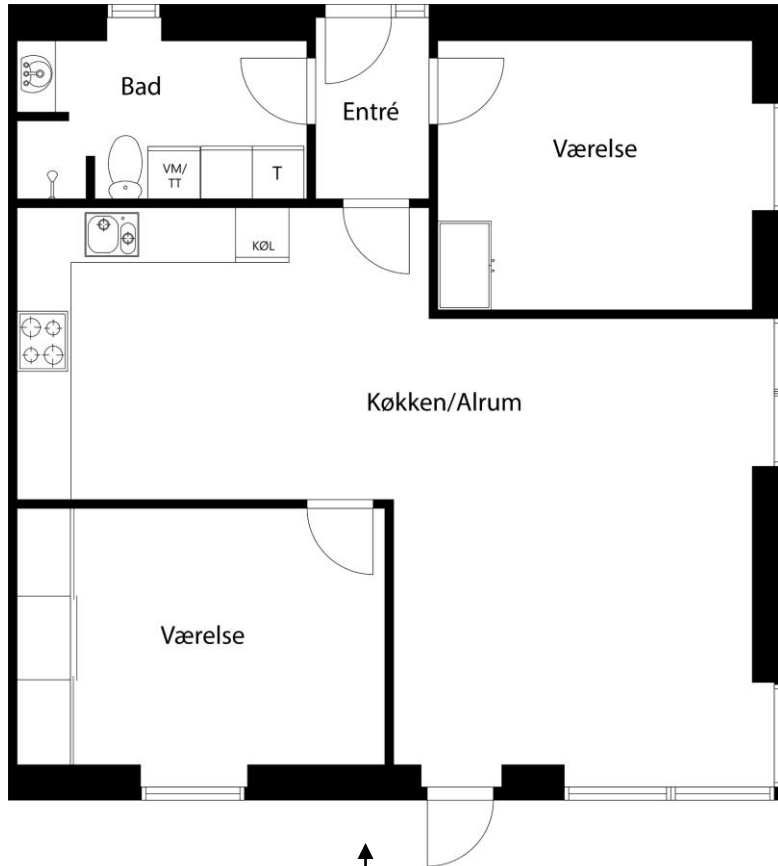 Bad
Entré
Værelse
VM/
TT
T
KØL
Køkken/Alrum
Værelse